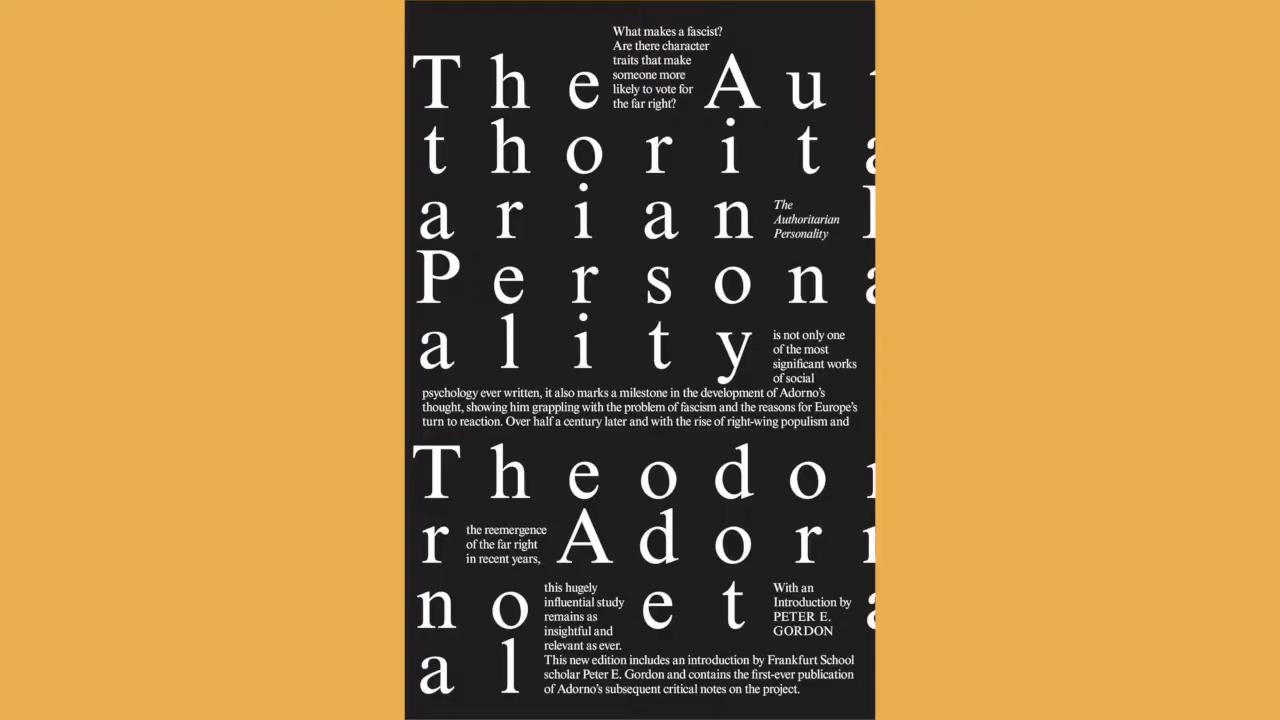 What makes a fascist?
Are there character
traits that make
someone more
likely to vote for
the far right?
The Au
thorit
arian
The
Authoritarian
Personality
Person
ality
is not only one
of the most
significant works
of social
psychology ever written, it also marks a milestone in the development of Adorno’s
thought, showing him grappling with the problem of fascism and the reasons for Europe’s
turn to reaction. Over half a century later and with the rise of right-wing populism and
Theodo
r
the reemergence
of the far right
in recent years,
Ador
no
this hugely
influential study
remains as
insightful and
relevant as ever.
et
With an
Introduction by
PETER E.
GORDON
al
This new edition includes an introduction by Frankfurt School
scholar Peter E. Gordon and contains the first-ever publication
of Adorno’s subsequent critical notes on the project.